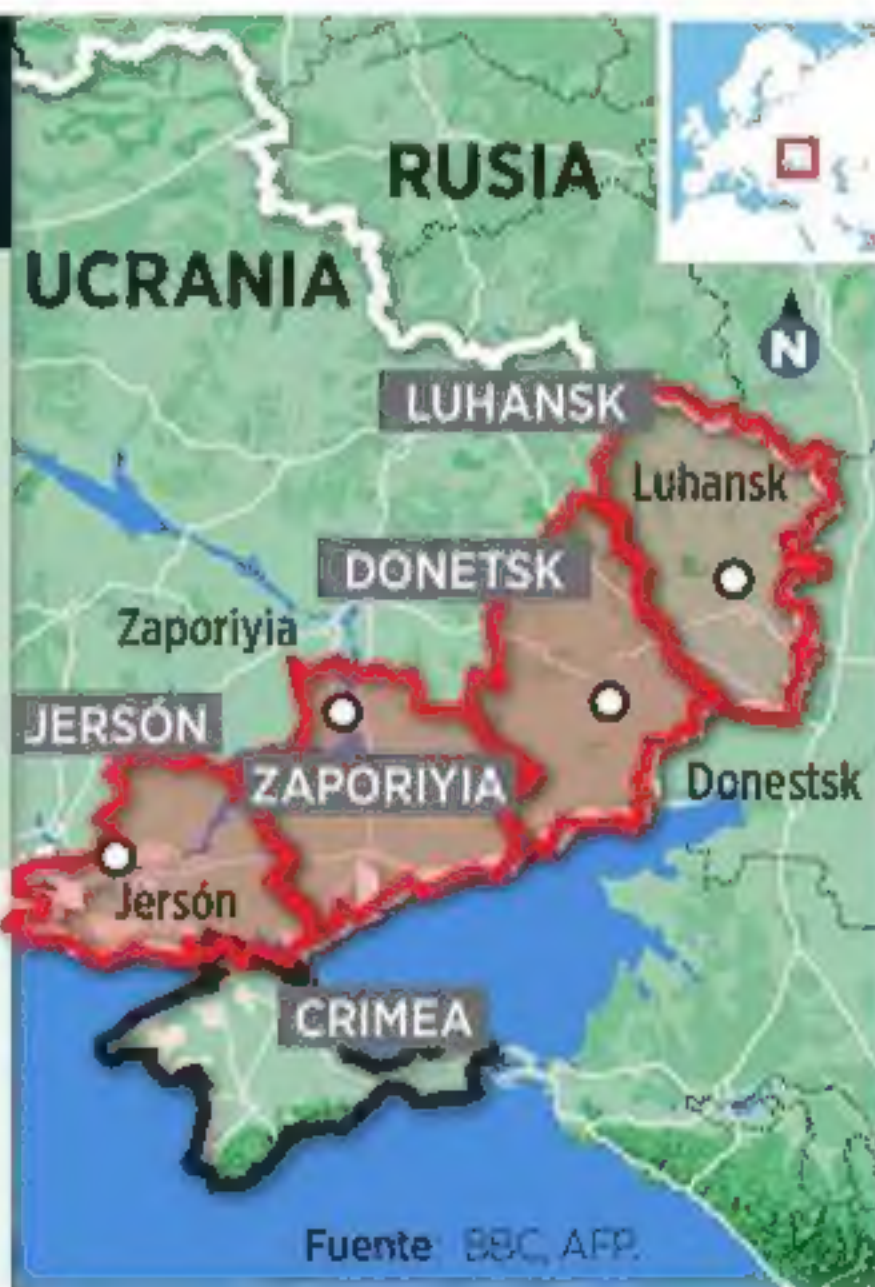 RUSIA
UCRANIA
N
LUHANSK
Luhansk
DONETSK
Zaporiyia
JERSÓN
ZAPORIYIA
Donestsk
Jersón
CRIMEA
Fuente: BBC, AFP.